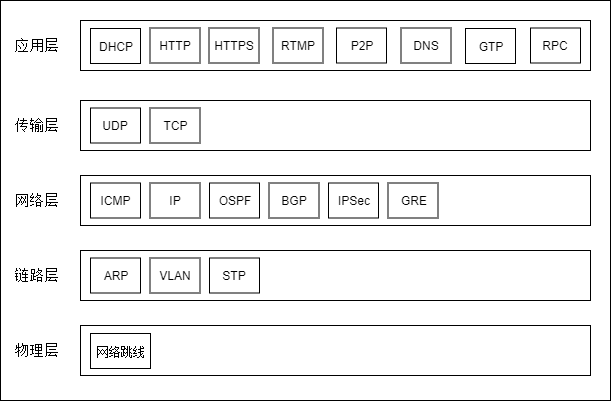 应用层 DHCP HTTP HTTPS RTMP P2P DNS GTP RPC
传输层 UDP TCP
网络层 ICMP IP OSPF BGP IPSec GRE
链路层 ARP VLAN STP
物理层 网络跳线